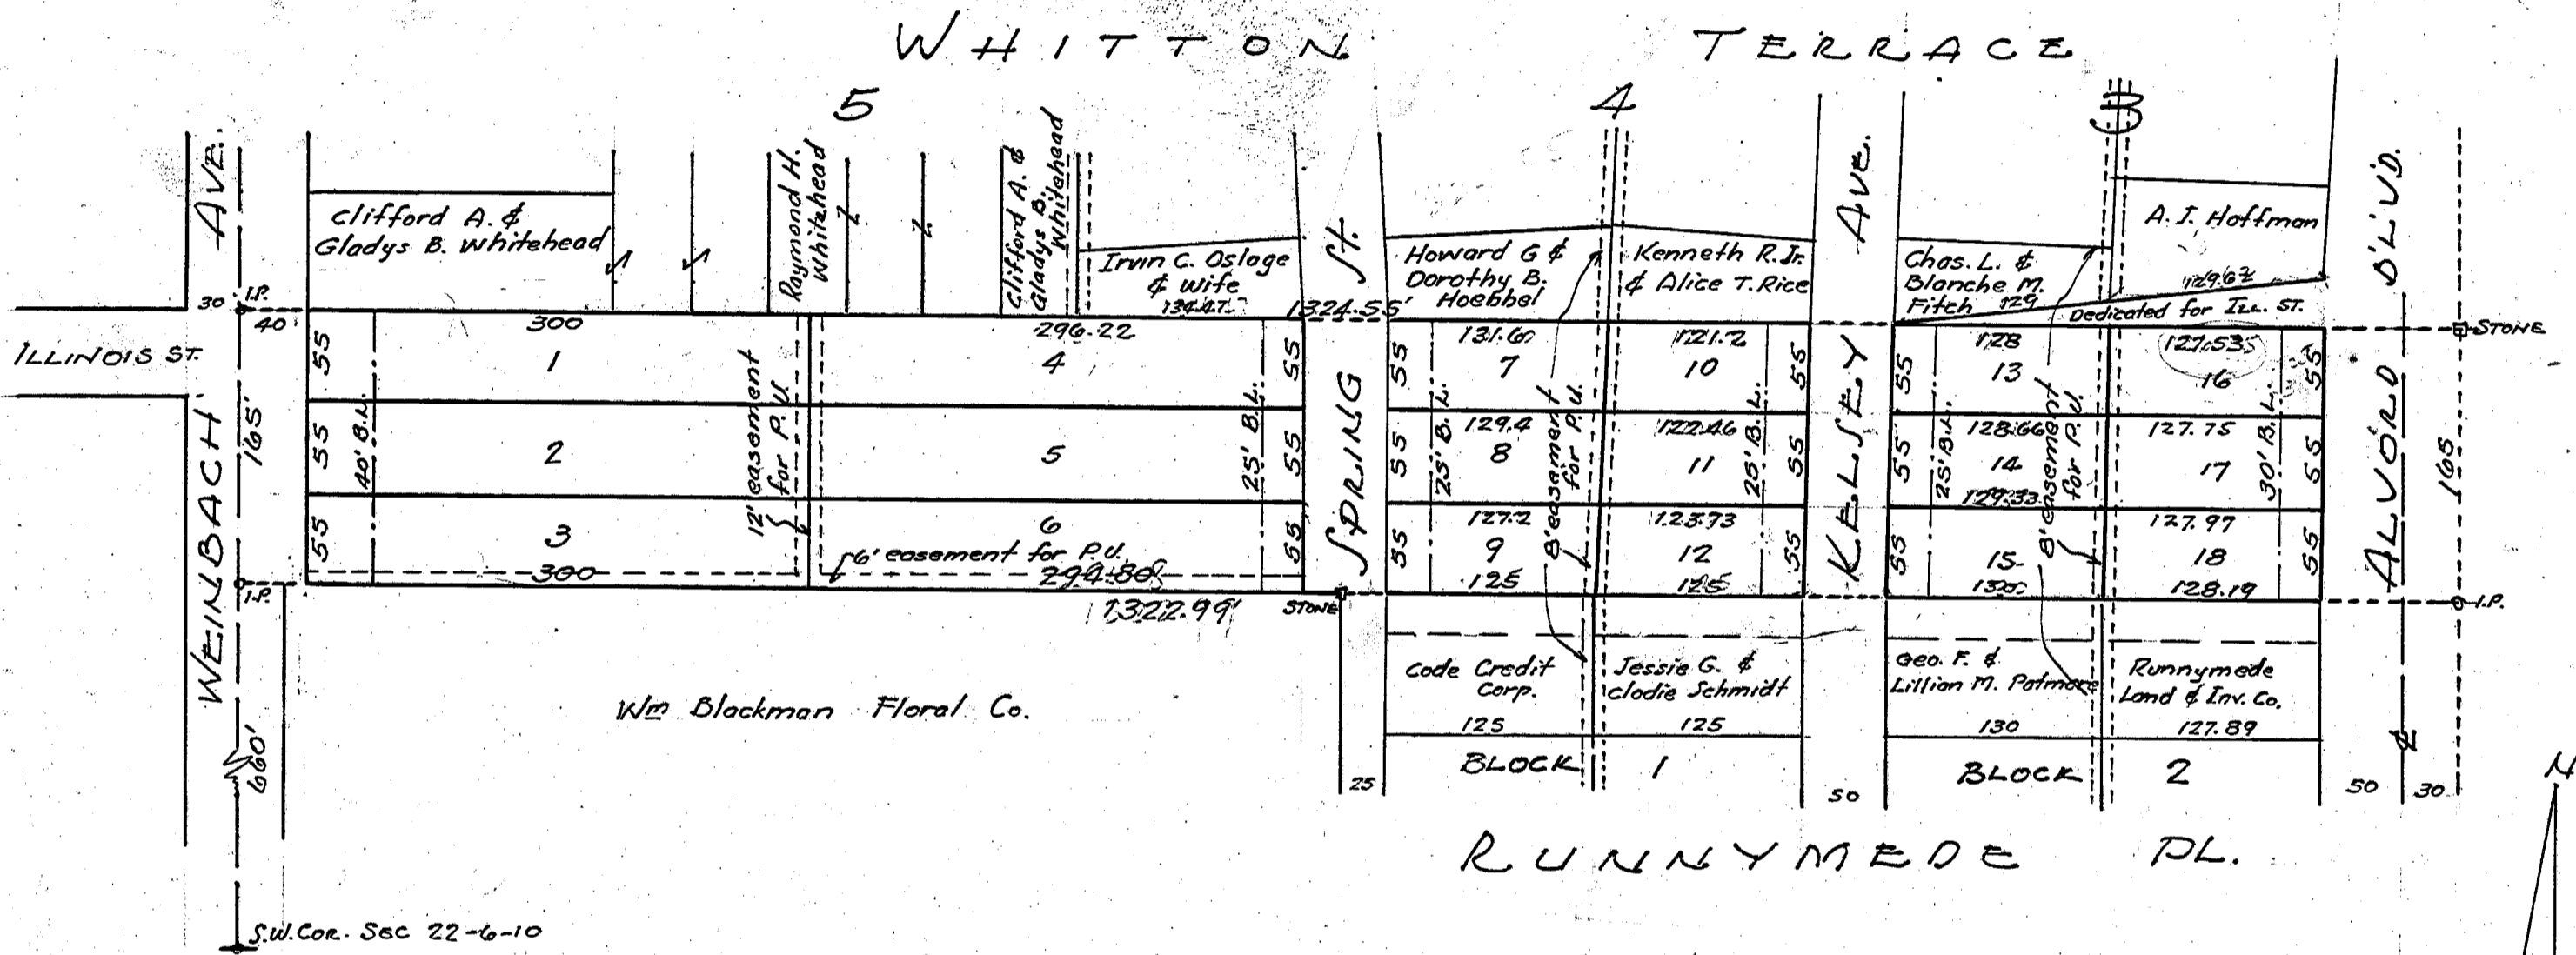 WHITTON TERRACE
5
4
3
WEINBACH AVE.
Clifford A. &
Gladys B. Whitehead
Raymond H.
Whitehead
Clifford A. &
Gladys B.
Whitehead
Irvin C. Osloge
& Wife
134.47
SPRING St.
Howard G &
Dorothy B.
Hoebbel
Kenneth R. Jr.
& Alice T. Rice
KELSEY AVE.
Chas. L. &
Blanche M.
Fitch 129
A. J. Hoffman
129.62
Dedicated for ILL. ST.
ALVORD BLVD.
30 I.P.
40'
1324.55'
STONE
ILLINOIS ST.
55
300
1
296.22
4
55
55
131.60
7
121.2
10
55
55
128
13
127.535
16
55
165'
55
40' B.L.
2
12' easement
for P.U.
5
25' B.L.
55
55
25' B.L.
129.4
8
8' easement
for P.U.
122.46
11
25' B.L.
55
55
25' B.L.
128.66
14
129.33
8' easement
for P.U.
127.75
17
30' B.L.
55
165
55
3
300
6
6' easement for P.U.
294.80
55
55
127.2
9
125
123.73
12
125
55
55
15
130
127.97
18
128.19
55
I.P.
1322.99'
STONE
I.P.
Wm Blackman Floral Co.
Code Credit
Corp.
125
Jessie G. &
Clodie Schmidt
125
Geo. F. &
Lillian M. Patmore
130
Runnymede
Land & Inv. Co.
127.89
660'
BLOCK 1
BLOCK 2
25
50
50
30
N
RUNNYMEDE PL.
S.W. COR. SEC 22-6-10